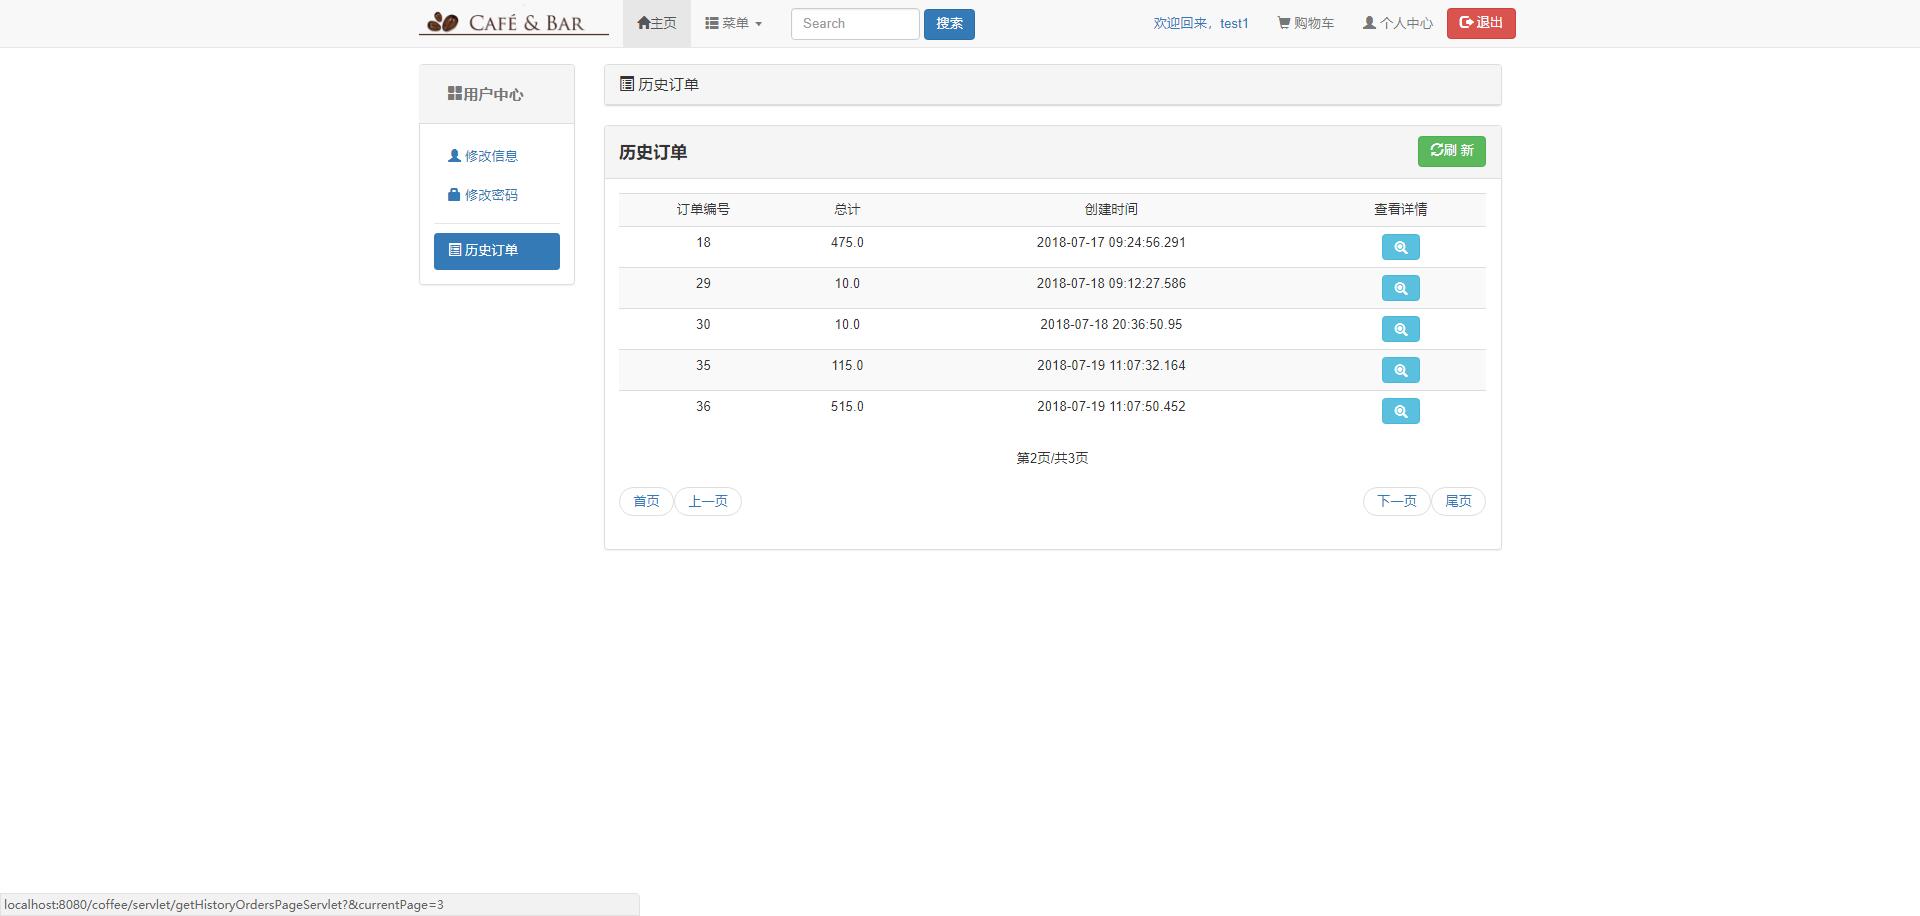 CAFÉ & BAR 主页 菜单 Search 搜索 欢迎回来，test1 购物车 个人中心 退出
用户中心
修改信息
修改密码
历史订单
历史订单
历史订单 刷 新
订单编号 总计 创建时间 查看详情
18 475.0 2018-07-17 09:24:56.291
29 10.0 2018-07-18 09:12:27.586
30 10.0 2018-07-18 20:36:50.95
35 115.0 2018-07-19 11:07:32.164
36 515.0 2018-07-19 11:07:50.452
第2页/共3页
首页 上一页 下一页 尾页
localhost:8080/coffee/servlet/getHistoryOrdersPageServlet?&currentPage=3